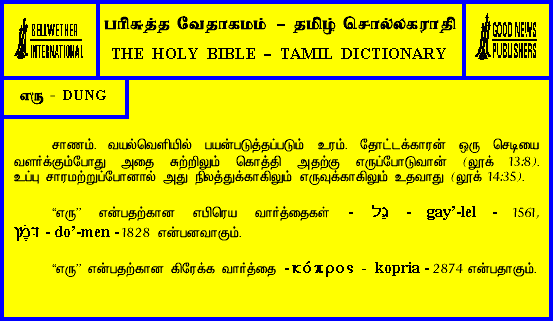 BELLWETHER
INTERNATIONAL
பரிசுத்த வேதாகமம் – தமிழ் சொல்லகராதி
THE HOLY BIBLE – TAMIL DICTIONARY
GOOD NEWS
PUBLISHERS
எரு - DUNG
சாணம். வயல்வெளியில் பயன்படுத்தப்படும் உரம். தோட்டக்காரன் ஒரு செடியை
வளர்க்கும்போது அதை சுற்றிலும் கொத்தி அதற்கு எருப்போடுவான் (லூக் 13:8).
உப்பு சாரமற்றுப்போனால் அது நிலத்துக்காகிலும் எருவுக்காகிலும் உதவாது (லூக் 14:35).
“எரு” என்பதற்கான எபிரெய வார்த்தைகள் - גֵּל - gay’-lel - 1561,
דֹּמֶן - do’-men -1828 என்பனவாகும்.
“எரு” என்பதற்கான கிரேக்க வார்த்தை -κόπρος - kopria - 2874 என்பதாகும்.